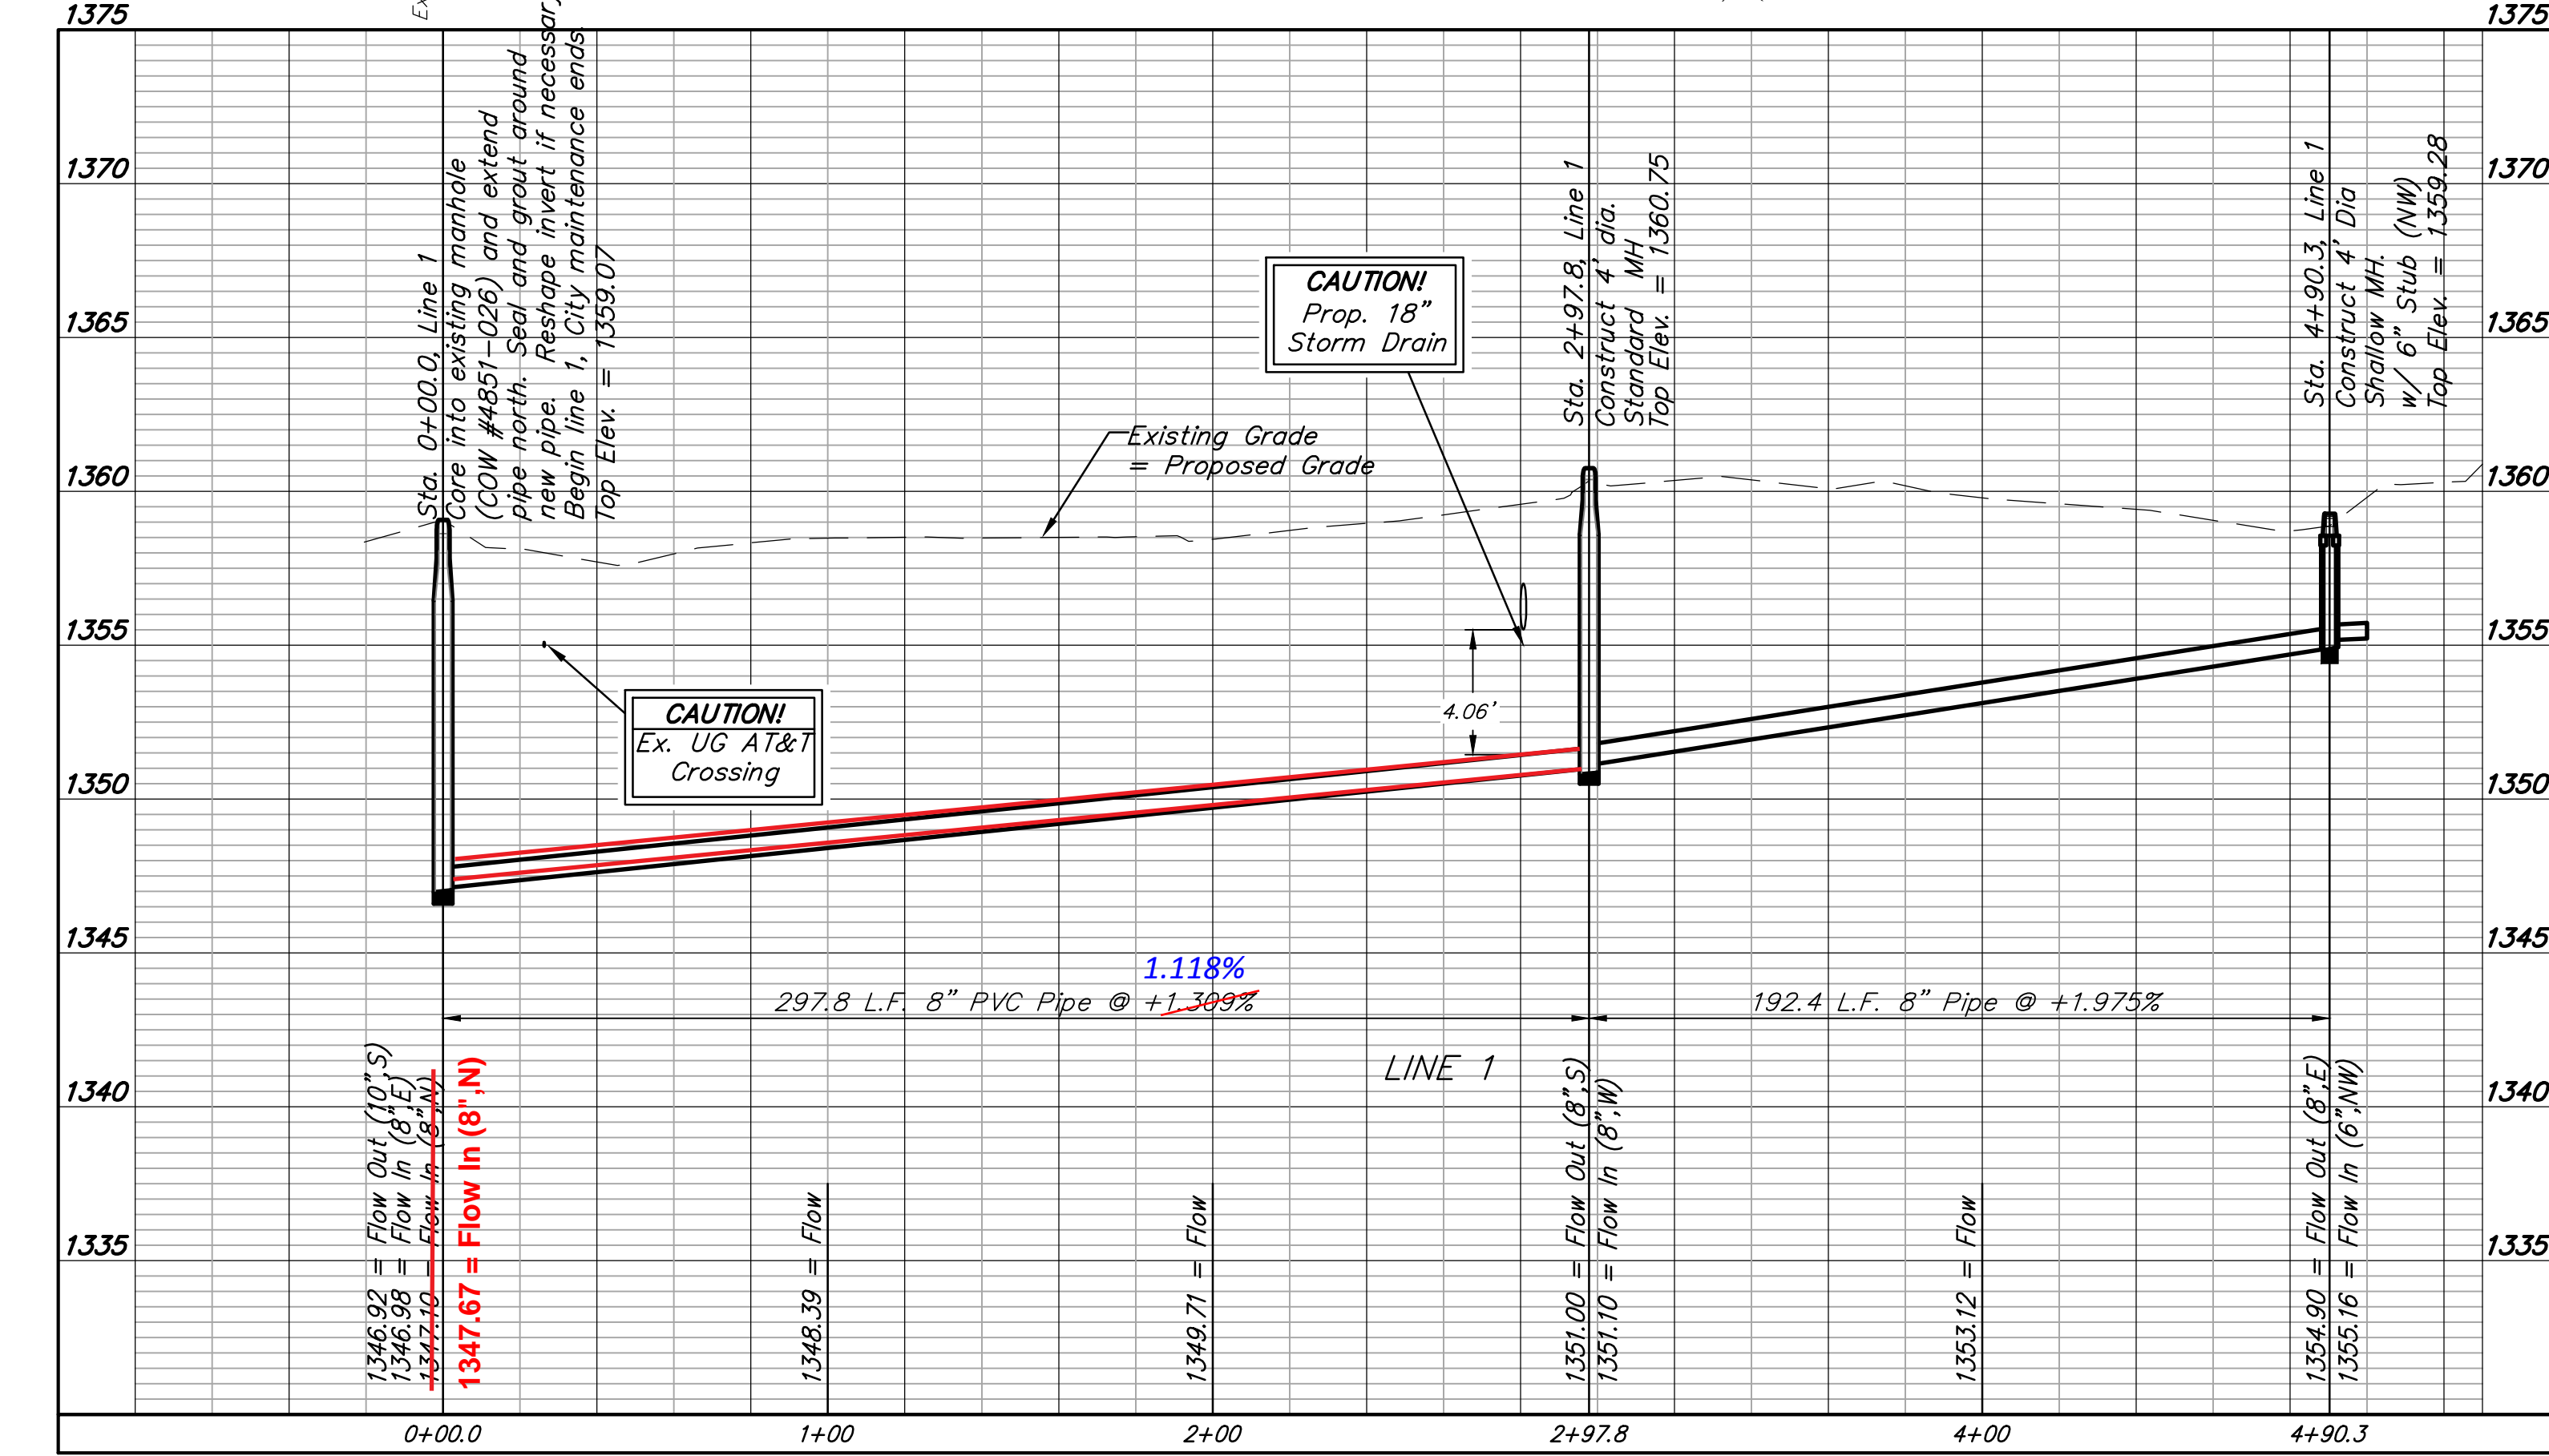 1375
1375
1370
1370
1365
1365
1360
1360
1355
1355
1350
1350
1345
1345
1340
1340
1335
1335
Sta. 0+00.0, Line 1
Core into existing manhole
(COW #4851-026) and extend
pipe north. Seal and grout around
new pipe. Reshape invert if necessary
Begin line 1, City maintenance ends.
Top Elev. = 1359.07
Existing Grade
= Proposed Grade
CAUTION!
Prop. 18"
Storm Drain
Sta. 2+97.8, Line 1
Construct 4' dia.
Standard MH
Top Elev. = 1360.75
Sta. 4+90.3, Line 1
Construct 4' Dia
Shallow MH.
w/ 6" Stub (NW)
Top Elev. = 1359.28
CAUTION!
Ex. UG AT&T
Crossing
4.06'
1.118%
297.8 L.F. 8" PVC Pipe @ +1.309%
192.4 L.F. 8" Pipe @ +1.975%
LINE 1
1346.92 = Flow Out (10",S)
1346.98 = Flow In (8",E)
1347.10 = Flow In (8",N)
1347.67 = Flow In (8",N)
1348.39 = Flow
1349.71 = Flow
1351.00 = Flow Out (8",S)
1351.10 = Flow In (8",W)
1353.12 = Flow
1354.90 = Flow Out (8",E)
1355.16 = Flow In (6",NW)
0+00.0
1+00
2+00
2+97.8
4+00
4+90.3